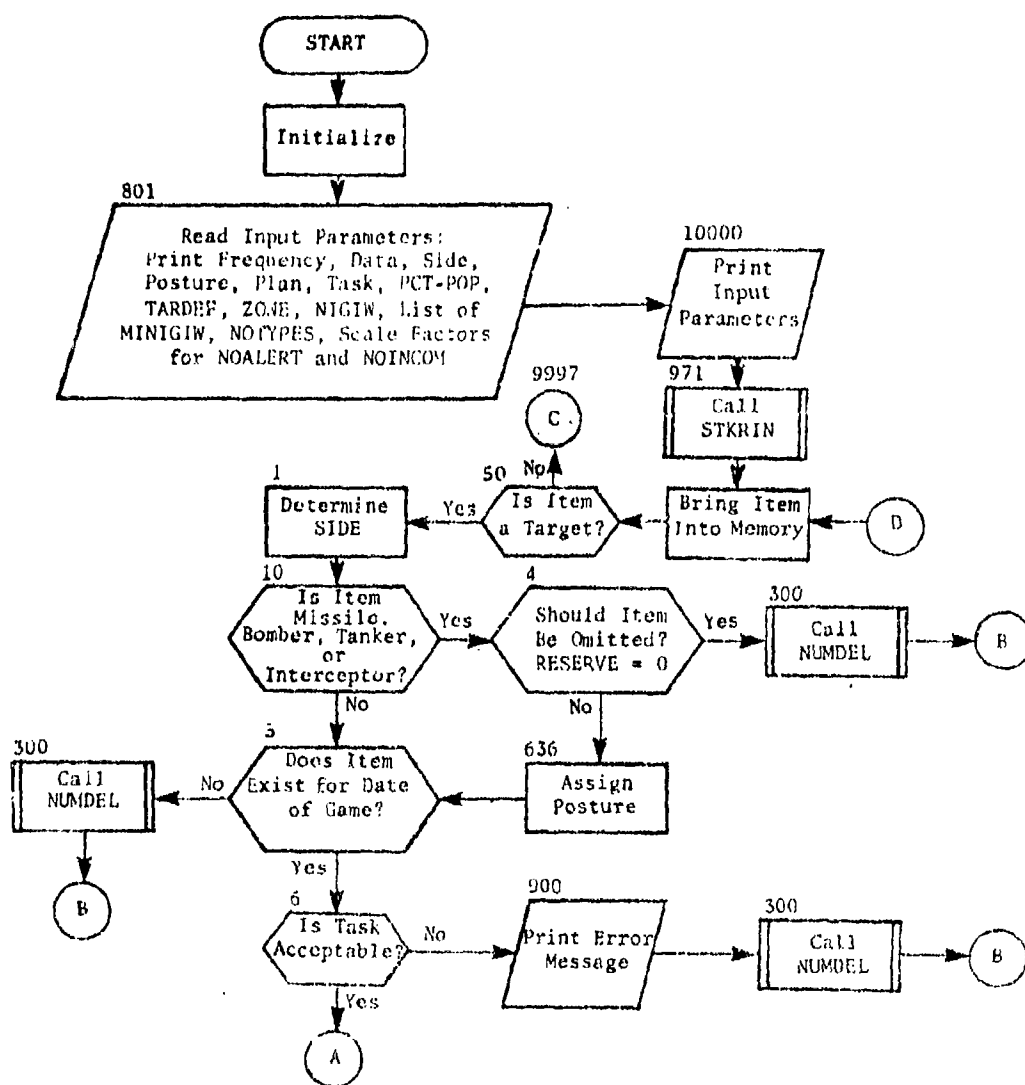 START
Initialize
801
Read Input Parameters:
Print Frequency, Data, Side,
Posture, Plan, Task, PCT-POP,
TARDEF, ZONE, NIGIW, List of
MINIGIW, NOTYPES, Scale Factors
for NOALERT and NOINCOM
10000
Print
Input
Parameters
9997
C
971
Call
STKRIN
No
50
Is Item
a Target?
Yes
1
Determine
SIDE
Bring Item
Into Memory
D
10
Is Item
Missile.
Bomber, Tanker,
or
Interceptor?
Yes
4
Should Item
Be Omitted?
RESERVE = 0
Yes
300
Call
NUMDEL
B
No
No
300
Call
NUMDEL
No
5
Does Item
Exist for Date
of Game?
636
Assign
Posture
B
Yes
6
Is Task
Acceptable?
No
900
Print Error
Message
300
Call
NUMDEL
B
Yes
A